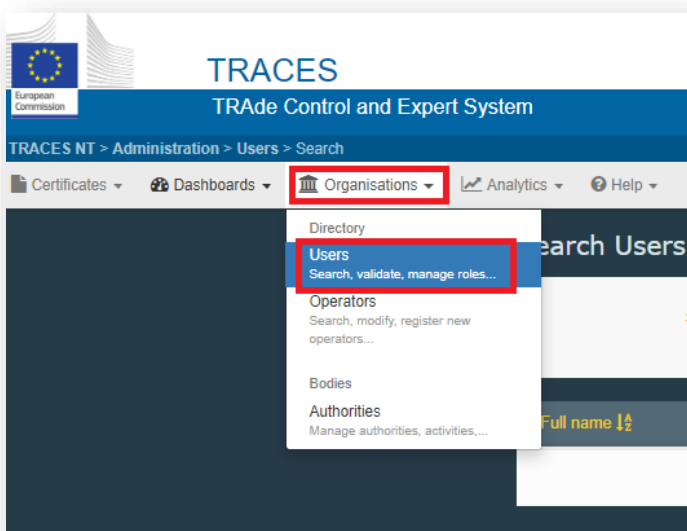 European
Commission
TRACES
TRAde Control and Expert System
TRACES NT > Administration > Users > Search
Certificates Dashboards Organisations Analytics Help
Directory
Users
Search, validate, manage roles...
Operators
Search, modify, register new
operators...
Bodies
Authorities
Manage authorities, activities,...
earch Users
Full name